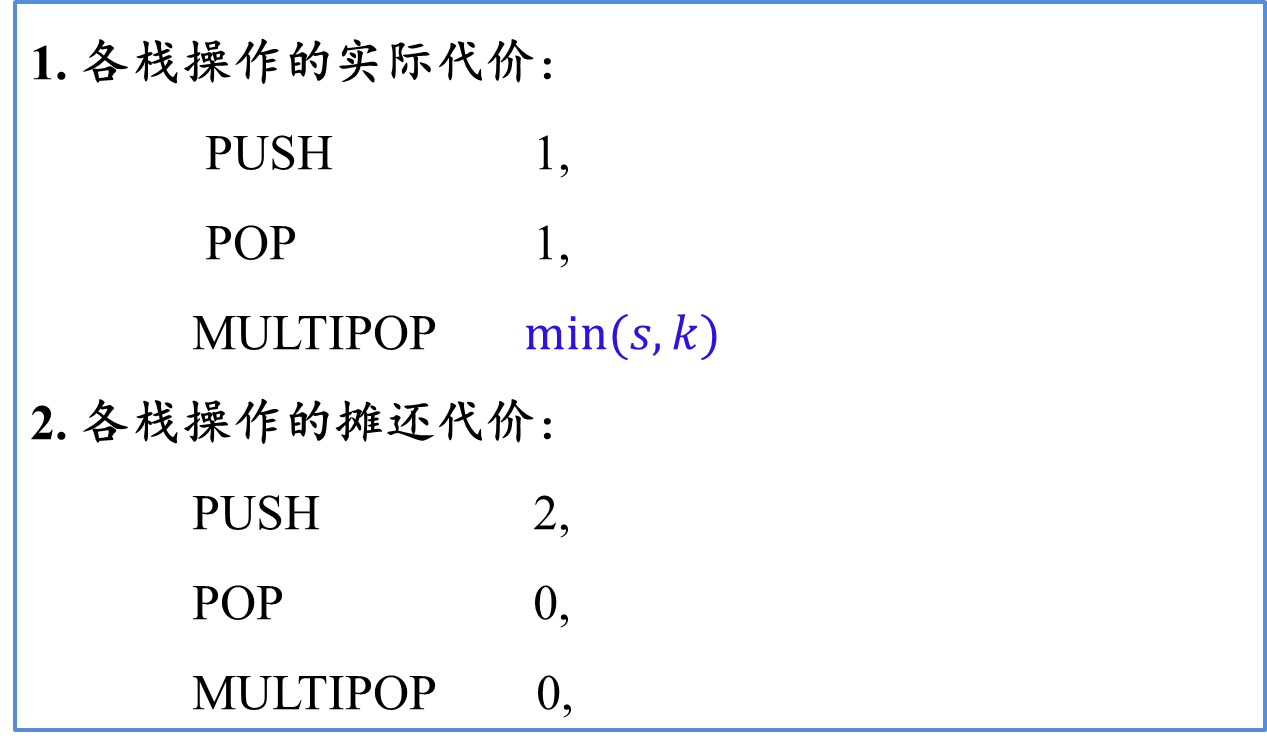 1. 各栈操作的实际代价：
PUSH 1,
POP 1,
MULTIPOP min(s, k)
2. 各栈操作的摊还代价：
PUSH 2,
POP 0,
MULTIPOP 0,